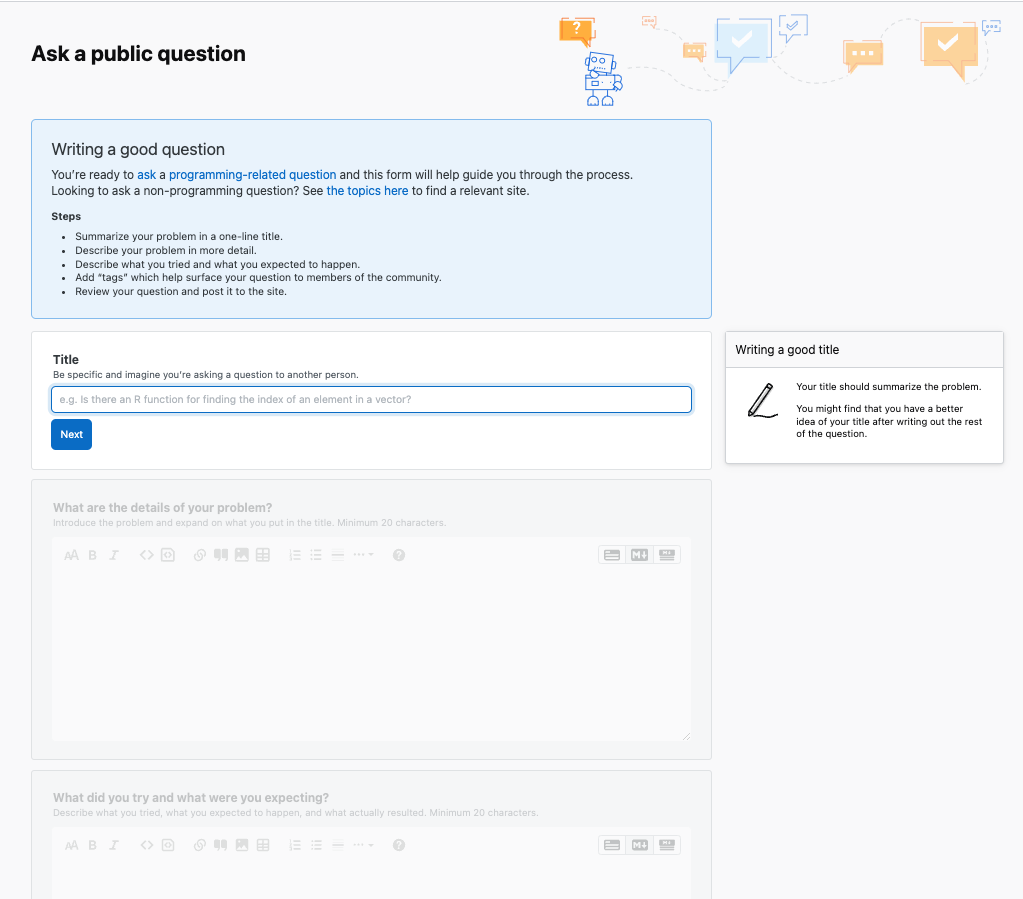 Ask a public question
?
Writing a good question
You're ready to ask a programming-related question and this form will help guide you through the process.
Looking to ask a non-programming question? See the topics here to find a relevant site.
Steps
• Summarize your problem in a one-line title.
• Describe your problem in more detail.
• Describe what you tried and what you expected to happen.
• Add “tags” which help surface your question to members of the community.
• Review your question and post it to the site.
Title
Be specific and imagine you're asking a question to another person.
e.g. Is there an R function for finding the index of an element in a vector?
Next
Writing a good title
Your title should summarize the problem.
You might find that you have a better
idea of your title after writing out the rest
of the question.
What are the details of your problem?
Introduce the problem and expand on what you put in the title. Minimum 20 characters.
AA B I ?
M
What did you try and what were you expecting?
Describe what you tried, what you expected to happen, and what actually resulted. Minimum 20 characters.
AA B I ?
M